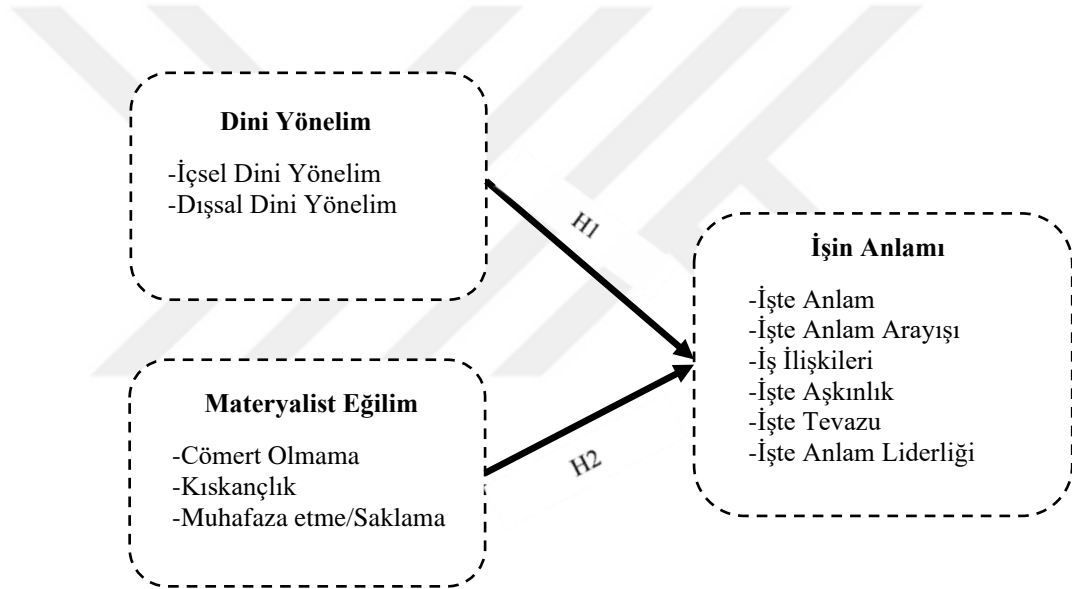 Dini Yönelim
-İçsel Dini Yönelim
-Dışsal Dini Yönelim
H1
İşin Anlamı
-İşte Anlam
-İşte Anlam Arayışı
-İş İlişkileri
-İşte Aşkınlık
-İşte Tevazu
-İşte Anlam Liderliği
Materyalist Eğilim
-Cömert Olmama
-Kıskançlık
-Muhafaza etme/Saklama
H2